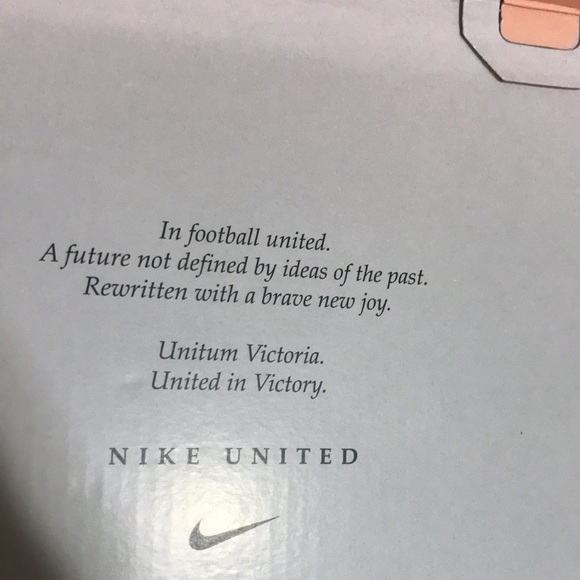 In football united.
A future not defined by ideas of the past.
Rewritten with a brave new joy.
Unitum Victoria.
United in Victory.
NIKE UNITED